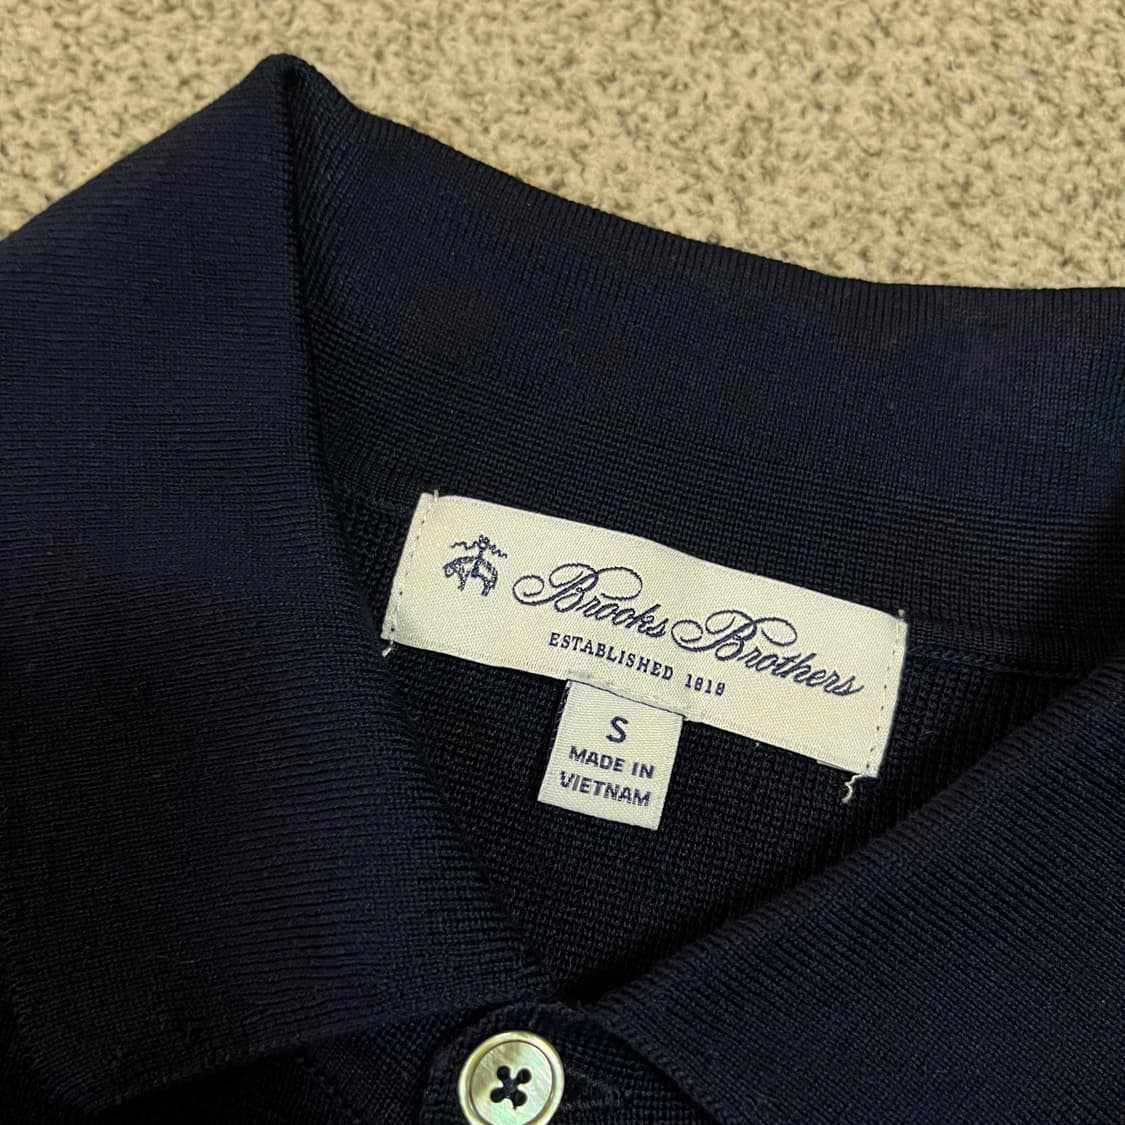 Brooks Brothers
ESTABLISHED 1818
S
MADE IN
VIETNAM